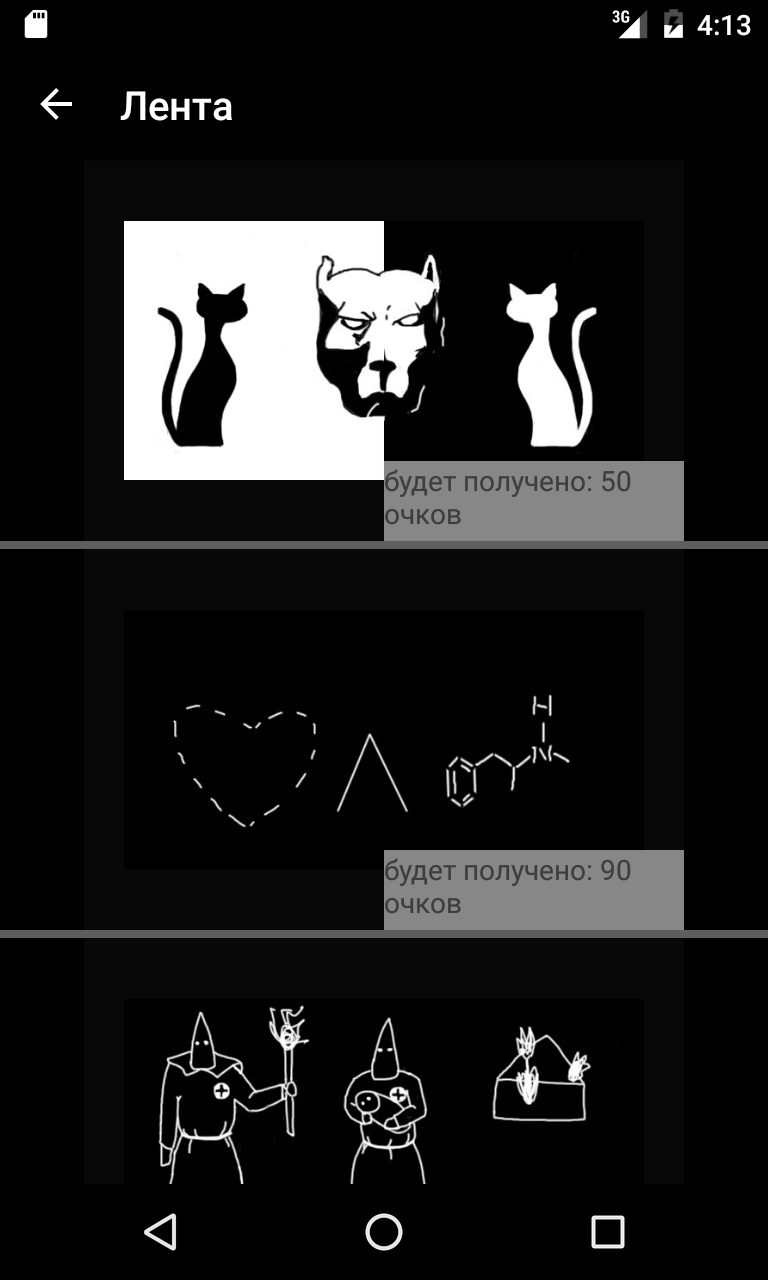 3G
4:13
Лента
будет получено: 50
очков
H
N
будет получено: 90
очков